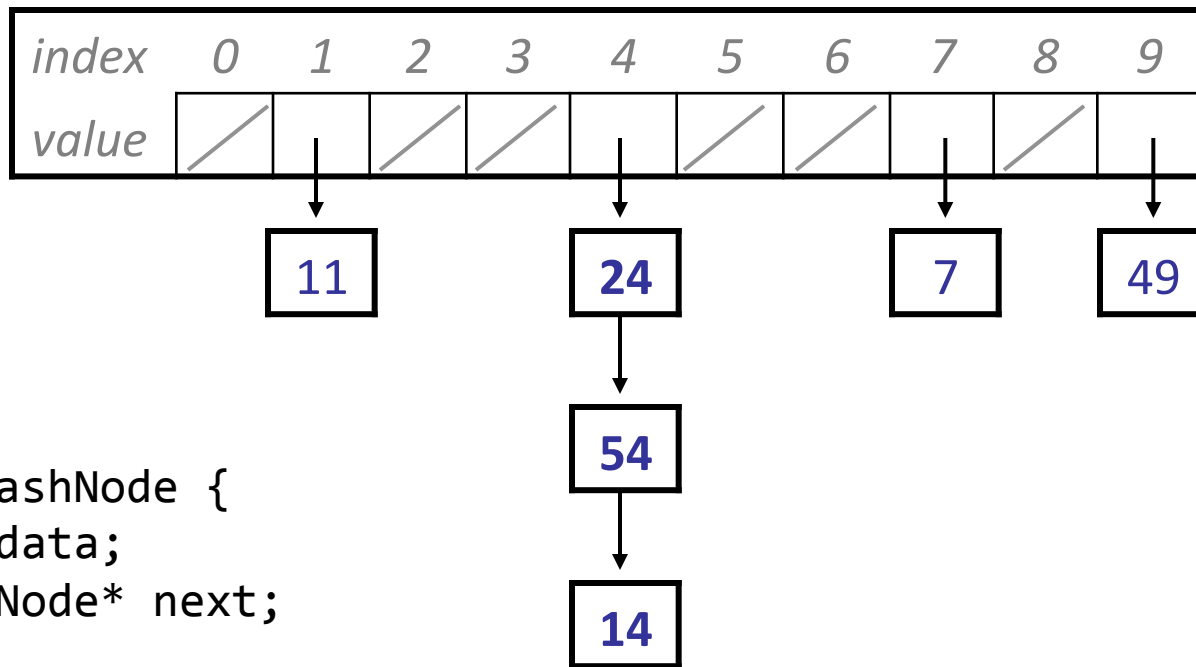 index 0 1 2 3 4 5 6 7 8 9
value
11 24 7 49
54
ashNode {
data;
Node* next;
14